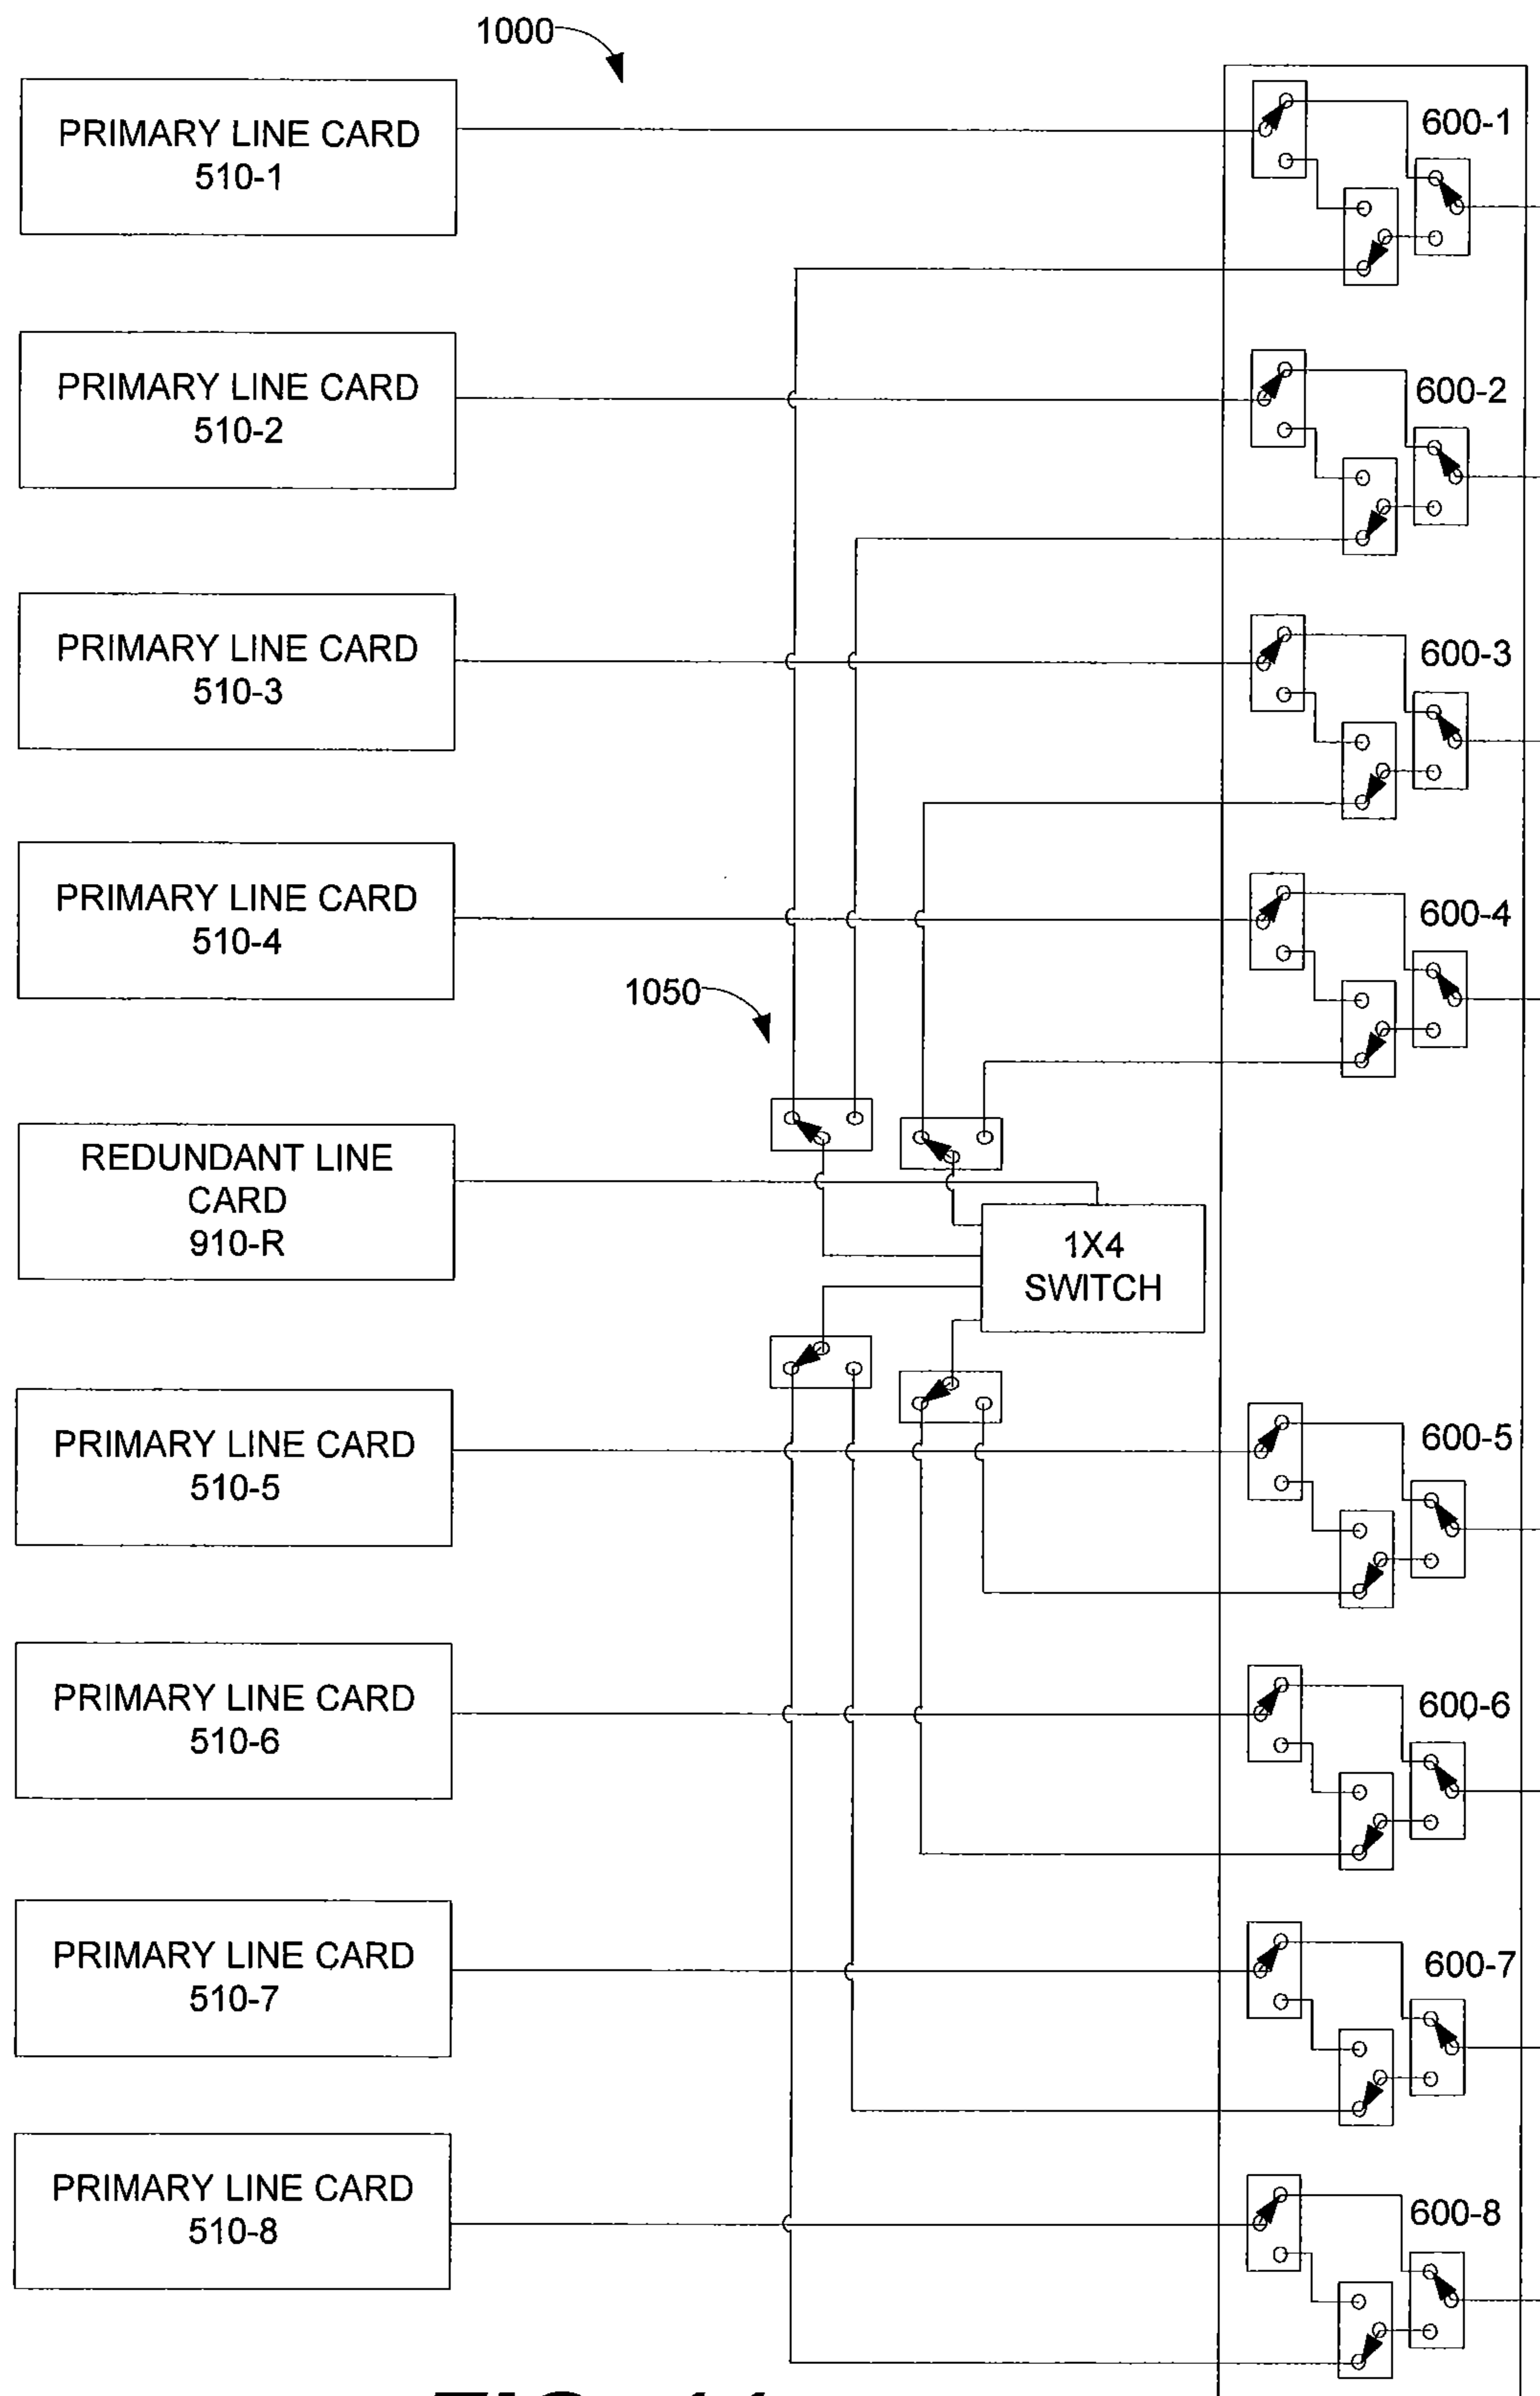 1000
PRIMARY LINE CARD
510-1
600-1
PRIMARY LINE CARD
510-2
600-2
PRIMARY LINE CARD
510-3
600-3
PRIMARY LINE CARD
510-4
600-4
1050
REDUNDANT LINE
CARD
910-R
1X4
SWITCH
PRIMARY LINE CARD
510-5
600-5
PRIMARY LINE CARD
510-6
600-6
PRIMARY LINE CARD
510-7
600-7
PRIMARY LINE CARD
510-8
600-8